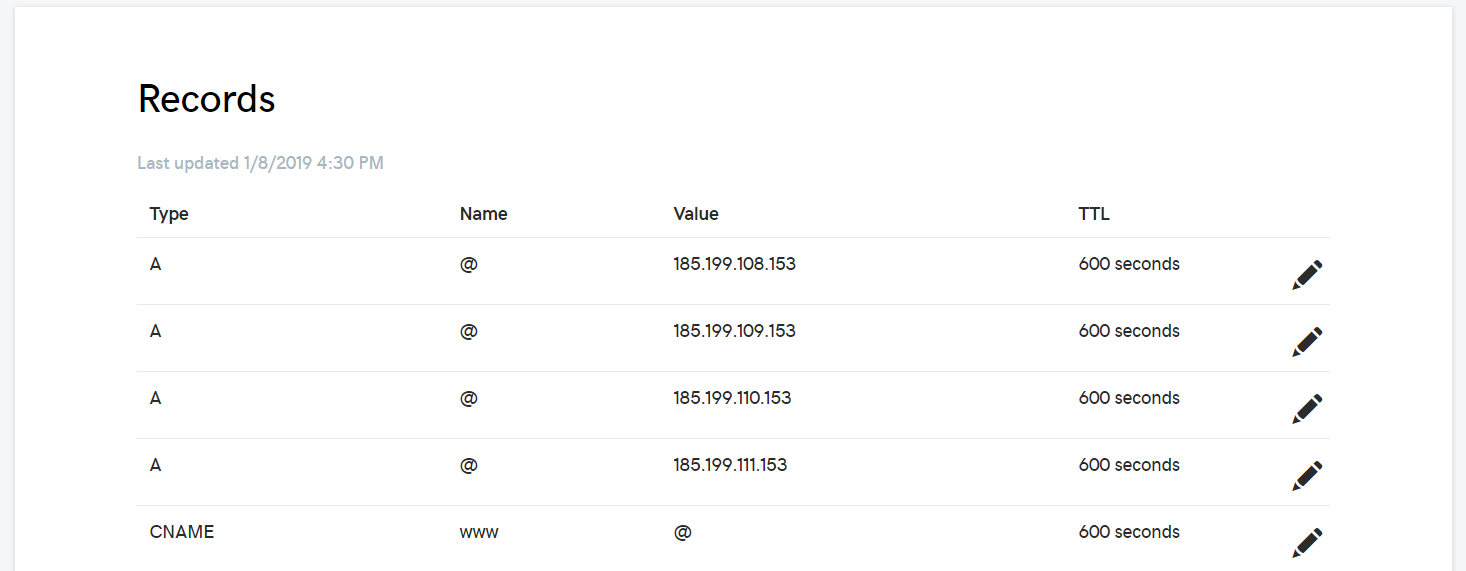 Records
Last updated 1/8/2019 4:30 PM
Type Name Value TTL
A @ 185.199.108.153 600 seconds
A @ 185.199.109.153 600 seconds
A @ 185.199.110.153 600 seconds
A @ 185.199.111.153 600 seconds
CNAME www @ 600 seconds